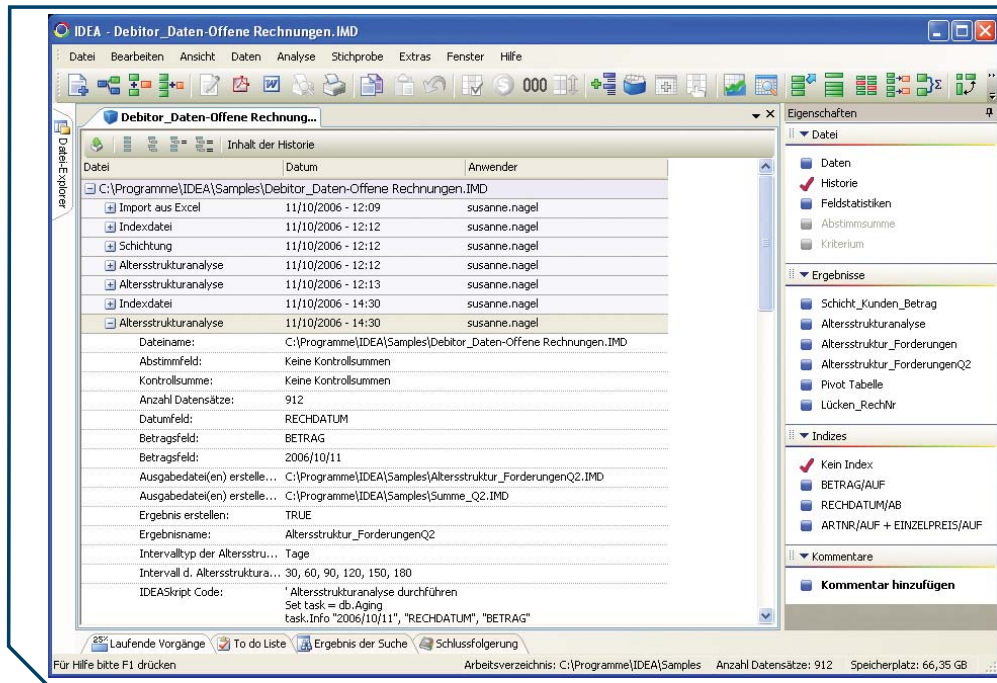 IDEA - Debitor_Daten-Offene Rechnungen.IMD
Datei Bearbeiten Ansicht Daten Analyse Stichprobe Extras Fenster Hilfe
000
Debitor_Daten-Offene Rechnung...
Datei-Explorer
Inhalt der Historie
Datei Datum Anwender
C:\Programme\IDEA\Samples\Debitor_Daten-Offene Rechnungen.IMD
Import aus Excel 11/10/2006 - 12:09 susanne.nagel
Indexdatei 11/10/2006 - 12:12 susanne.nagel
Schichtung 11/10/2006 - 12:12 susanne.nagel
Altersstrukturanalyse 11/10/2006 - 12:12 susanne.nagel
Altersstrukturanalyse 11/10/2006 - 12:13 susanne.nagel
Indexdatei 11/10/2006 - 14:30 susanne.nagel
Altersstrukturanalyse 11/10/2006 - 14:30 susanne.nagel
Dateiname: C:\Programme\IDEA\Samples\Debitor_Daten-Offene Rechnungen.IMD
Abstimmfeld: Keine Kontrollsummen
Kontrollsumme: Keine Kontrollsummen
Anzahl Datensätze: 912
Datumfeld: RECHDATUM
Betragsfeld: BETRAG
Betragsfeld: 2006/10/11
Ausgabedatei(en) erstelle... C:\Programme\IDEA\Samples\Altersstruktur_ForderungenQ2.IMD
Ausgabedatei(en) erstelle... C:\Programme\IDEA\Samples\Summe_Q2.IMD
Ergebnis erstellen: TRUE
Ergebnisname: Altersstruktur_ForderungenQ2
Intervalltyp der Altersstru... Tage
Intervall d. Altersstruktura... 30, 60, 90, 120, 150, 180
IDEASkript Code: ' Altersstrukturanalyse durchführen
Set task = db.Aging
task.Info "2006/10/11", "RECHDATUM", "BETRAG"
Eigenschaften
Datei
Daten
Historie
Feldstatistiken
Abstimmsumme
Kriterium
Ergebnisse
Schicht_Kunden_Betrag
Altersstrukturanalyse
Altersstruktur_Forderungen
Altersstruktur_ForderungenQ2
Pivot Tabelle
Lücken_RechNr
Indizes
Kein Index
BETRAG/AUF
RECHDATUM/AB
ARTNR/AUF + EINZELPREIS/AUF
Kommentare
Kommentar hinzufügen
25% Laufende Vorgänge To do Liste Ergebnis der Suche Schlussfolgerung
Für Hilfe bitte F1 drücken Arbeitsverzeichnis: C:\Programme\IDEA\Samples Anzahl Datensätze: 912 Speicherplatz: 66,35 GB